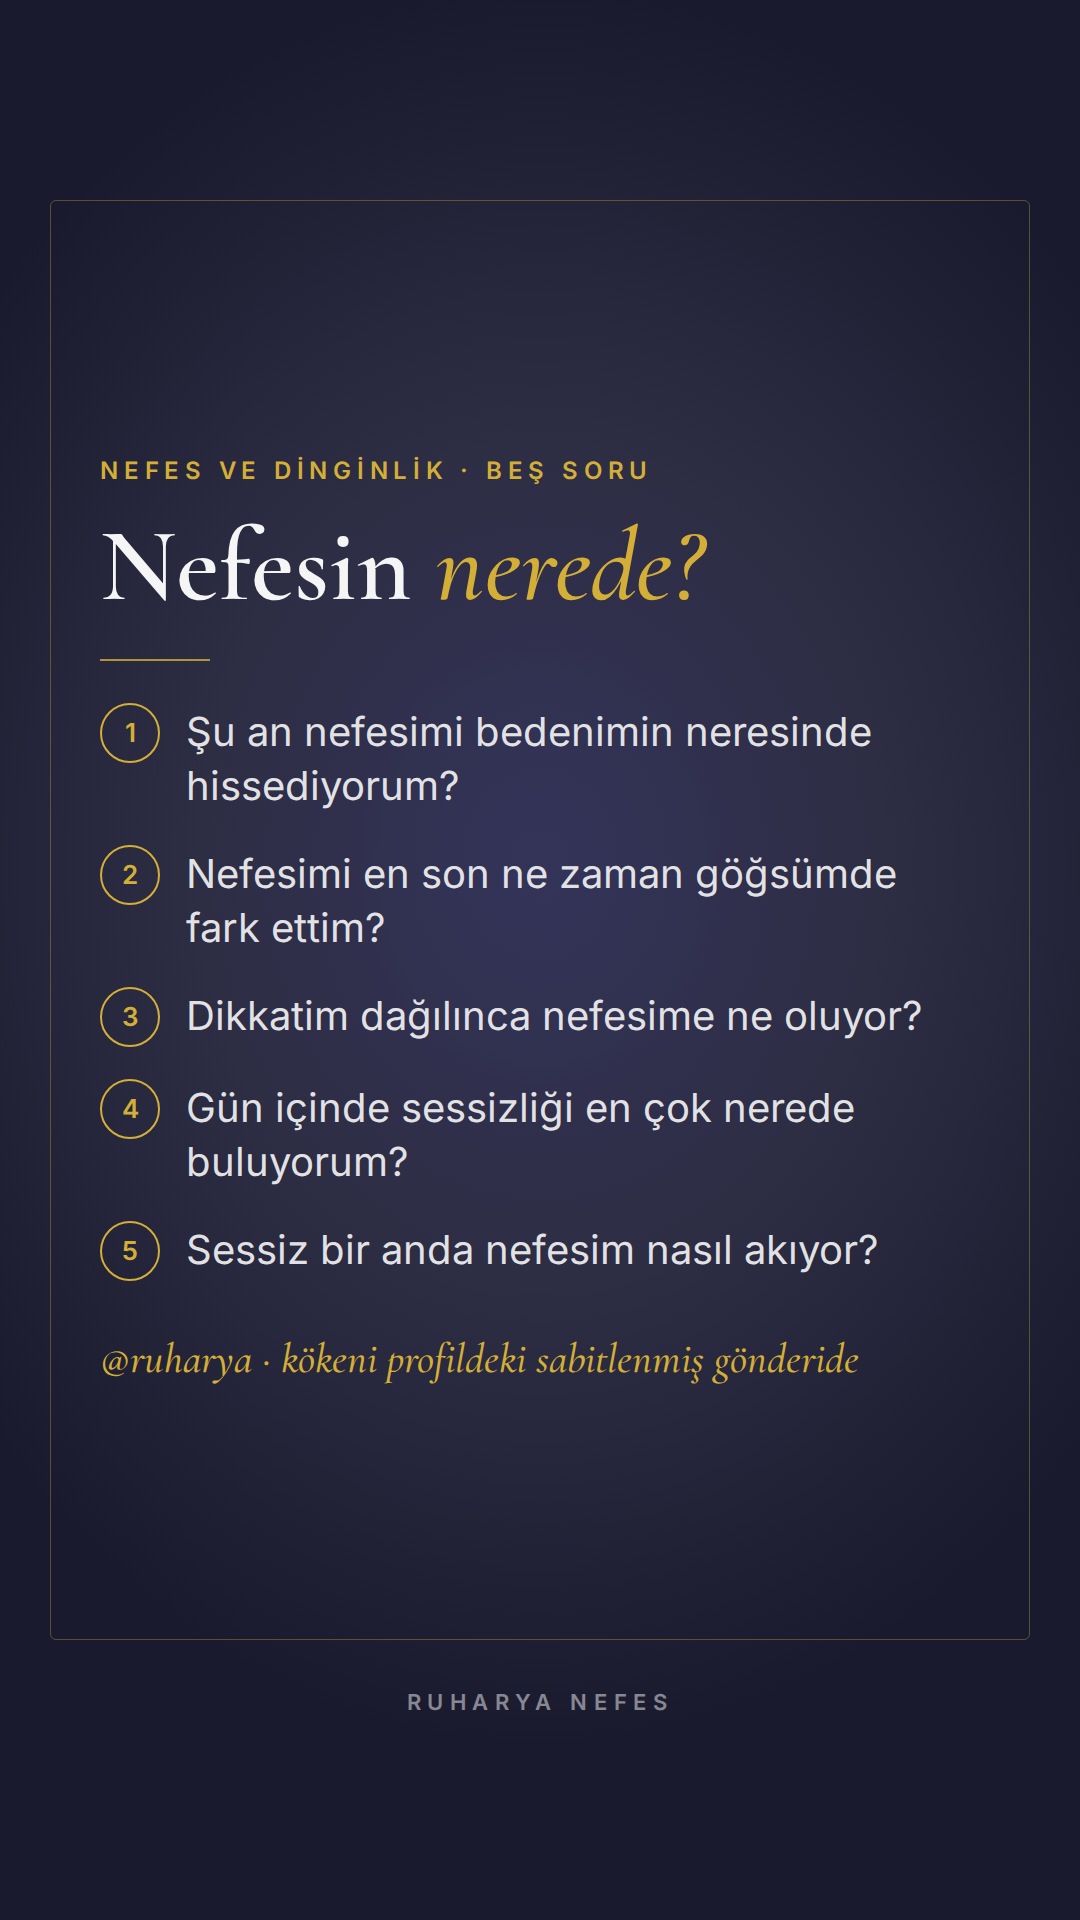 NEFES VE DİNGİNLİK · BEŞ SORU
Nefesin nerede?
1 Şu an nefesimi bedenimin neresinde
hissediyorum?
2 Nefesimi en son ne zaman göğsümde
fark ettim?
3 Dikkatim dağılınca nefesime ne oluyor?
4 Gün içinde sessizliği en çok nerede
buluyorum?
5 Sessiz bir anda nefesim nasıl akıyor?
@ruharya · kökeni profildeki sabitlenmiş gönderide
RUHARYA NEFES